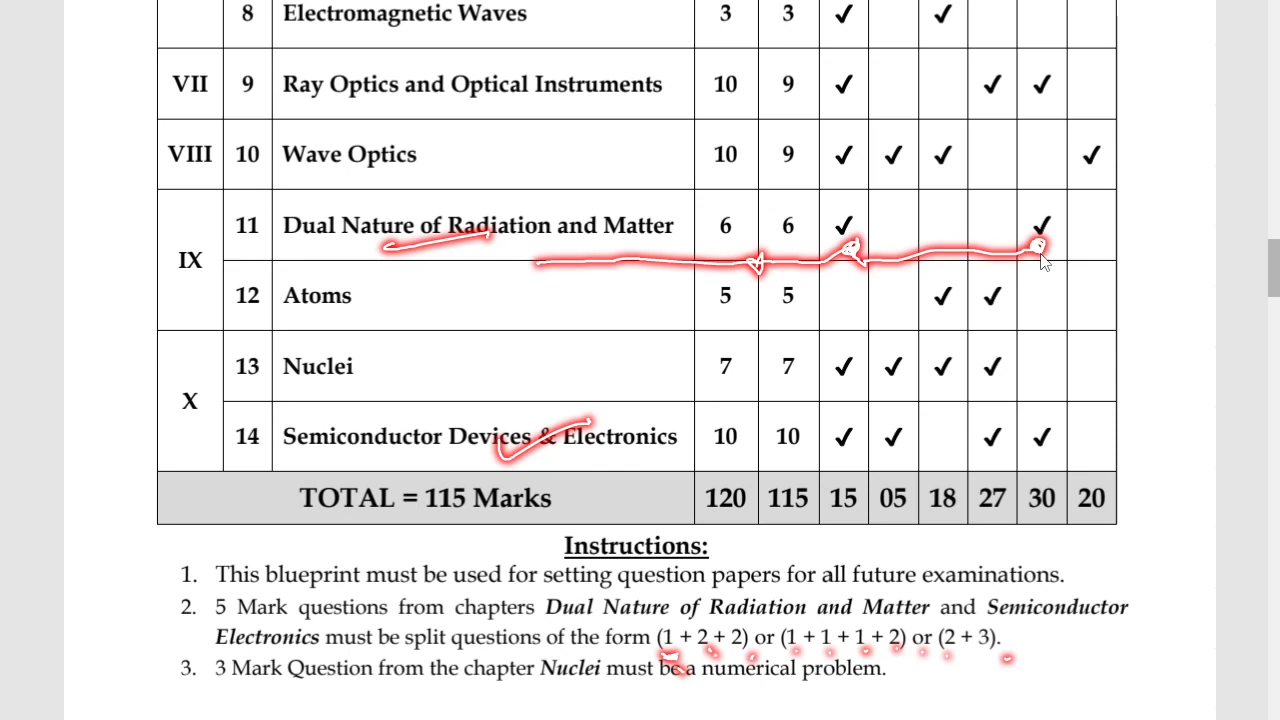 8 Electromagnetic Waves 3 3 ✓ ✓
VII 9 Ray Optics and Optical Instruments 10 9 ✓ ✓ ✓
VIII 10 Wave Optics 10 9 ✓ ✓ ✓ ✓
IX
11 Dual Nature of Radiation and Matter 6 6 ✓ ✓
12 Atoms 5 5 ✓ ✓
X
13 Nuclei 7 7 ✓ ✓ ✓ ✓
14 Semiconductor Devices & Electronics 10 10 ✓ ✓ ✓ ✓
TOTAL = 115 Marks 120 115 15 05 18 27 30 20
Instructions:
1. This blueprint must be used for setting question papers for all future examinations.
2. 5 Mark questions from chapters Dual Nature of Radiation and Matter and Semiconductor
Electronics must be split questions of the form (1 + 2 + 2) or (1 + 1 + 1 + 2) or (2 + 3).
3. 3 Mark Question from the chapter Nuclei must be a numerical problem.